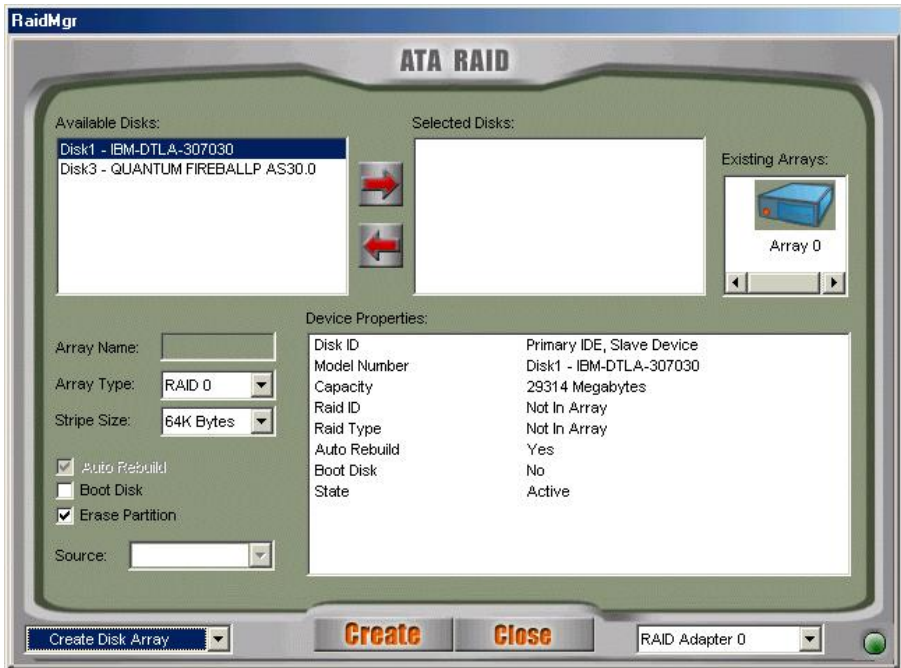 RaidMgr
ATA RAID
Available Disks:
Disk1 - IBM-DTLA-307030
Disk3 - QUANTUM FIREBALLP AS30.0
Selected Disks:
Existing Arrays:
Array 0
Array Name:
Array Type: RAID 0
Stripe Size: 64K Bytes
Auto Rebuild
Boot Disk
Erase Partition
Source:
Device Properties:
Disk ID Primary IDE, Slave Device
Model Number Disk1 - IBM-DTLA-307030
Capacity 29314 Megabytes
Raid ID Not In Array
Raid Type Not In Array
Auto Rebuild Yes
Boot Disk No
State Active
Create Disk Array
Create
Close
RAID Adapter 0